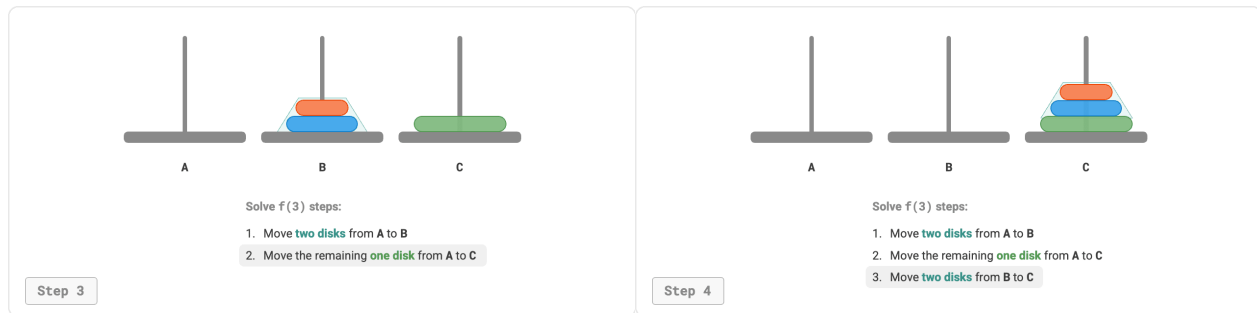 A B C
Solve f(3) steps:
1. Move two disks from A to B
2. Move the remaining one disk from A to C
Step 3
A B C
Solve f(3) steps:
1. Move two disks from A to B
2. Move the remaining one disk from A to C
3. Move two disks from B to C
Step 4